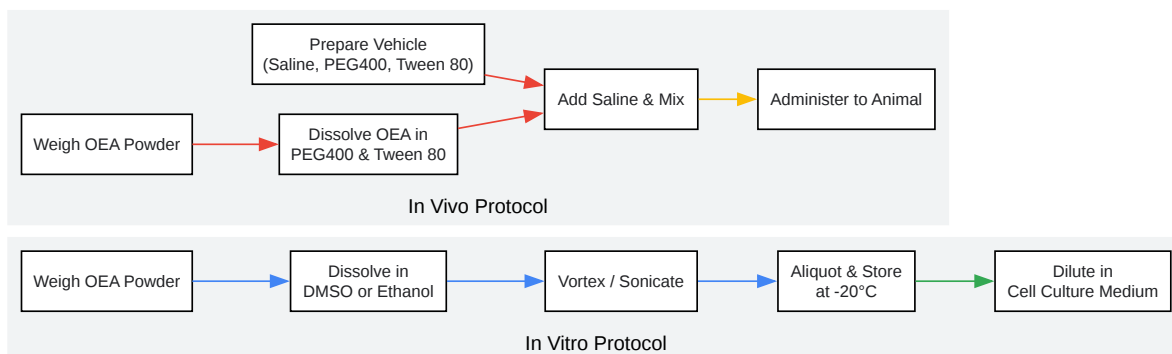 Prepare Vehicle
(Saline, PEG400, Tween 80)
Add Saline & Mix
Administer to Animal
Weigh OEA Powder
Dissolve OEA in
PEG400 & Tween 80
In Vivo Protocol
Weigh OEA Powder
Dissolve in
DMSO or Ethanol
Vortex / Sonicate
Aliquot & Store
at -20°C
Dilute in
Cell Culture Medium
In Vitro Protocol